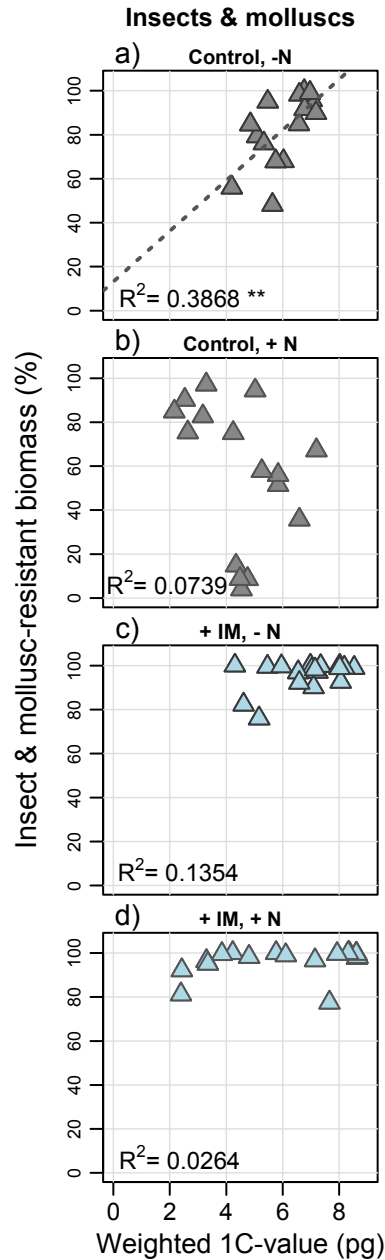 Insects & molluscs
a) Control, -N
100
80
60
40
20
0
R²= 0.3868 **
b) Control, + N
100
80
60
40
20
0
R²= 0.0739
c) + IM, - N
100
80
60
40
20
0
R²= 0.1354
d) + IM, + N
100
80
60
40
20
0
R²= 0.0264
0 2 4 6 8
Weighted 1C-value (pg)
Insect & mollusc-resistant biomass (%)